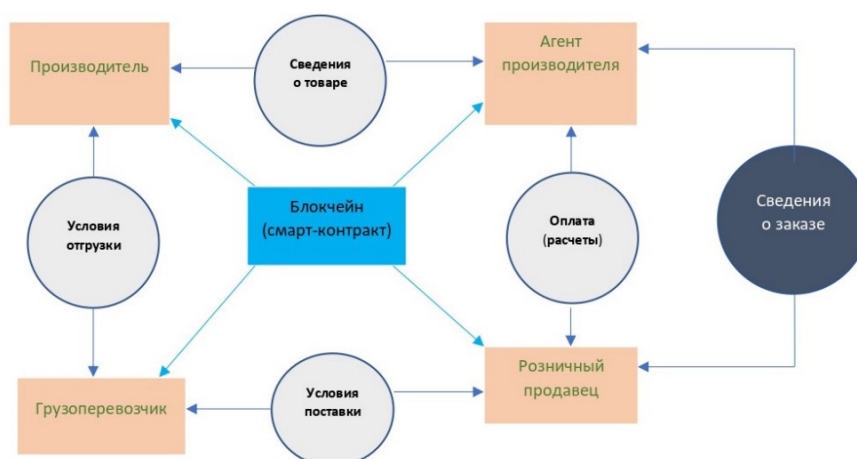 Производитель
Сведения
о товаре
Агент
производителя
Условия
отгрузки
Блокчейн
(смарт-контракт)
Оплата
(расчеты)
Сведения
о заказе
Грузоперевозчик
Условия
поставки
Розничный
продавец